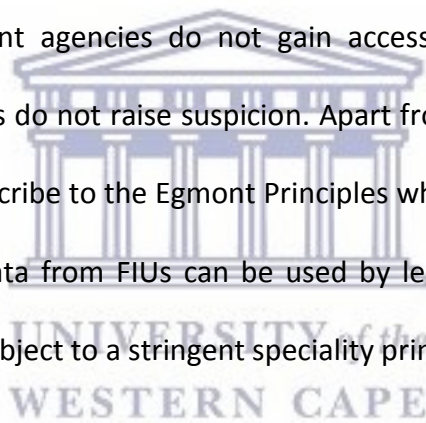 nt agencies do not gain access
s do not raise suspicion. Apart fro
cribe to the Egmont Principles wh
ata from FIUs can be used by le
UNIVERSITY of the
bject to a stringent speciality prin
WESTERN CAPE